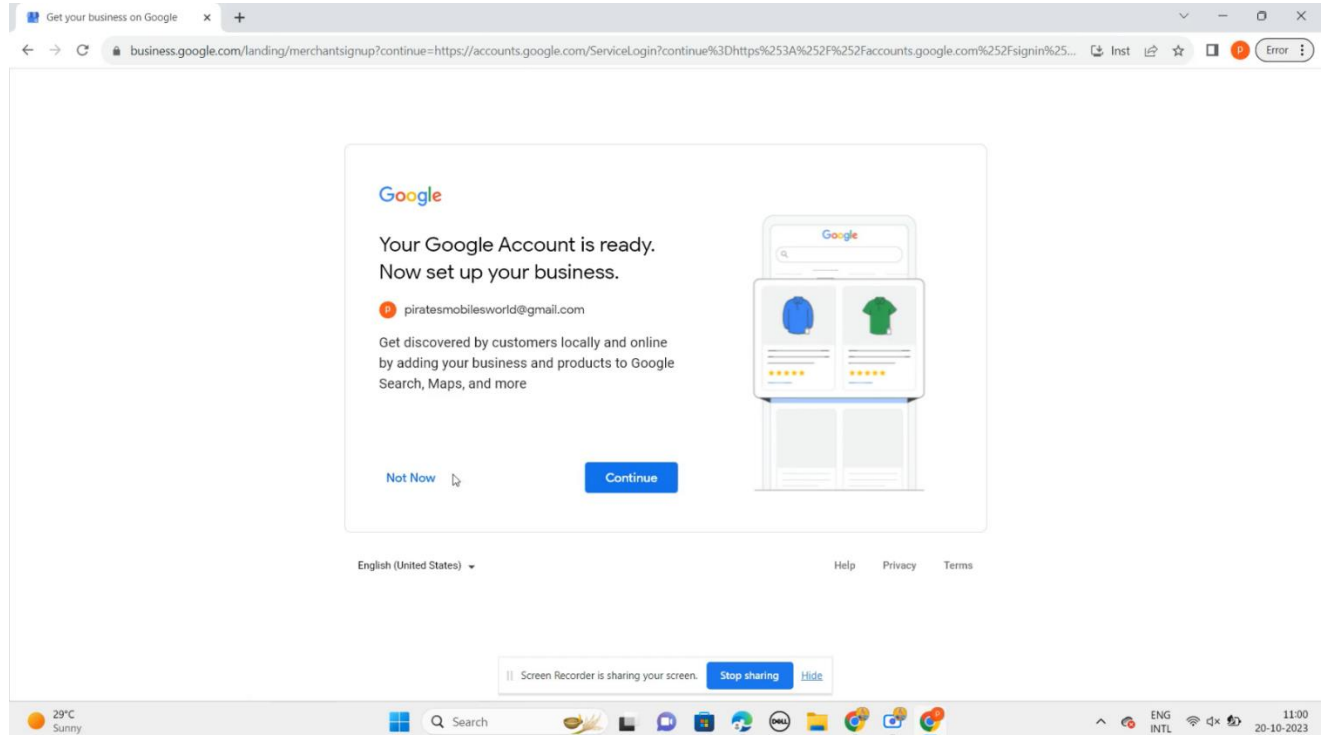 Get your business on Google
business.google.com/landing/merchantsignup?continue=https://accounts.google.com/ServiceLogin?continue%3Dhttps%253A%252F%252Faccounts.google.com%252Fsignin%25...
Inst
P
Error
Google
Your Google Account is ready.
Now set up your business.
P piratesmobilesworld@gmail.com
Get discovered by customers locally and online
by adding your business and products to Google
Search, Maps, and more
Google
Not Now
Continue
English (United States)
Help Privacy Terms
Screen Recorder is sharing your screen. Stop sharing Hide
29°C
Sunny
Search
DELL
ENG
INTL
11:00
20-10-2023